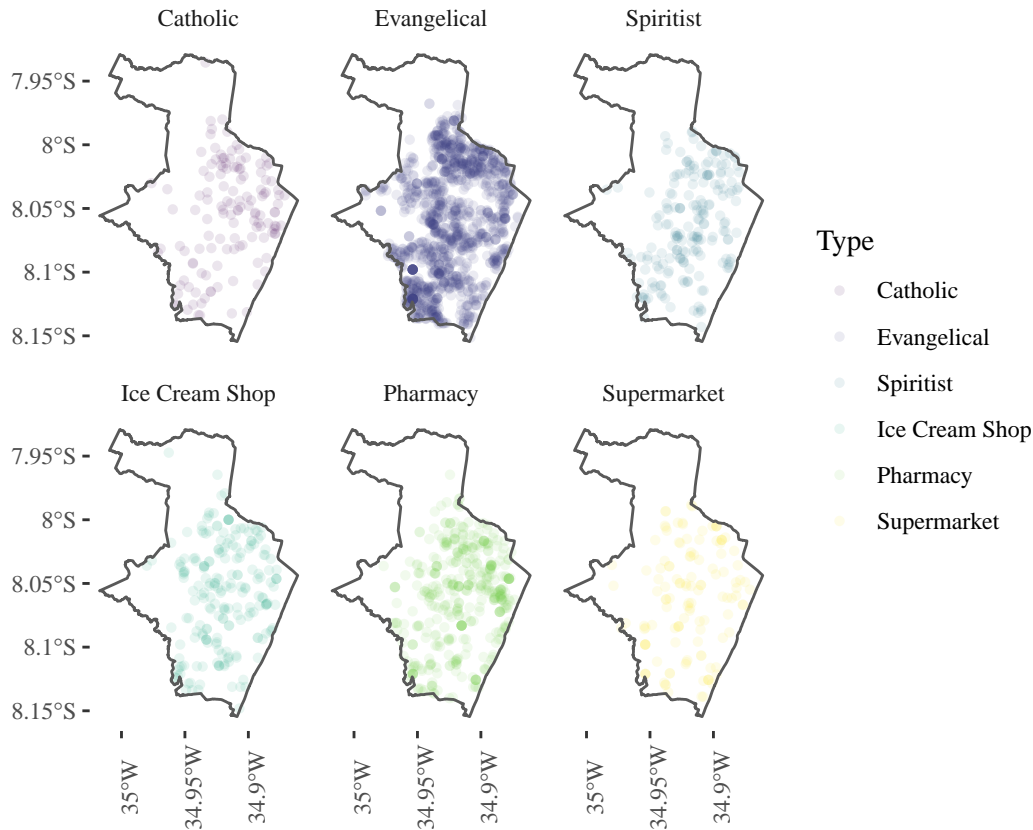 Catholic
Evangelical
Spiritist
7.95°S
8°S
8.05°S
8.1°S
8.15°S
Ice Cream Shop
Pharmacy
Supermarket
7.95°S
8°S
8.05°S
8.1°S
8.15°S
35°W
34.95°W
34.9°W
35°W
34.95°W
34.9°W
35°W
34.95°W
34.9°W
Type
Catholic
Evangelical
Spiritist
Ice Cream Shop
Pharmacy
Supermarket